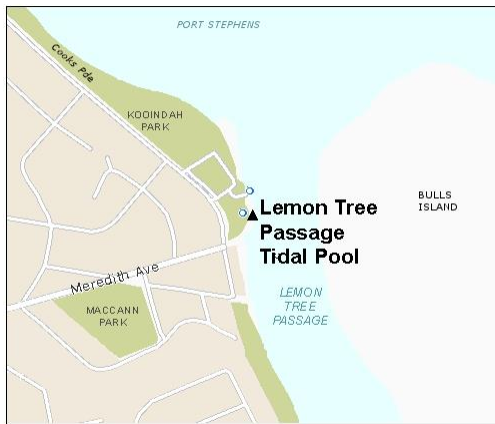 PORT STEPHENS
Cooks Pde
KOOINDAH
PARK
BULLS
ISLAND
Lemon Tree
Passage
Tidal Pool
Meredith Ave
LEMON
TREE
PASSAGE
MACCANN
PARK